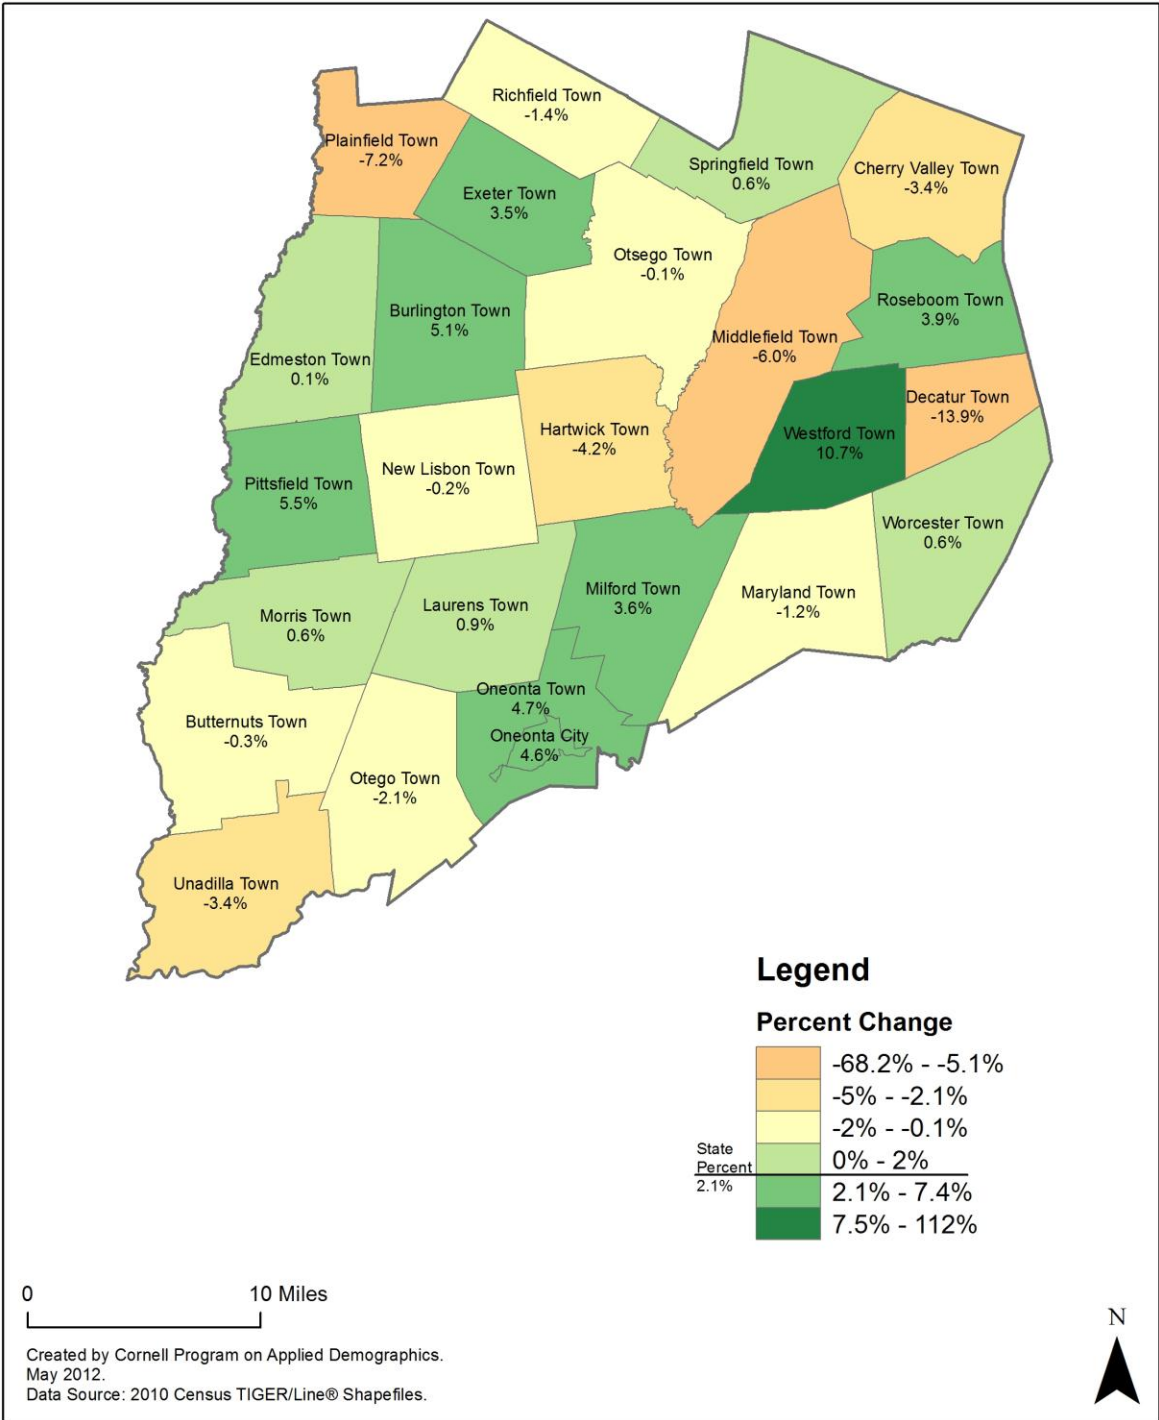 Richfield Town
-1.4%
Plainfield Town
-7.2%
Springfield Town
0.6%
Cherry Valley Town
-3.4%
Exeter Town
3.5%
Otsego Town
-0.1%
Burlington Town
5.1%
Roseboom Town
3.9%
Middlefield Town
-6.0%
Edmeston Town
0.1%
Decatur Town
-13.9%
Hartwick Town
-4.2%
Westford Town
10.7%
New Lisbon Town
-0.2%
Pittsfield Town
5.5%
Worcester Town
0.6%
Milford Town
3.6%
Maryland Town
-1.2%
Laurens Town
0.9%
Morris Town
0.6%
Oneonta Town
4.7%
Oneonta City
4.6%
Butternuts Town
-0.3%
Otego Town
-2.1%
Unadilla Town
-3.4%
Legend
Percent Change
-68.2% - -5.1%
-5% - -2.1%
-2% - -0.1%
0% - 2%
State
Percent
2.1%
2.1% - 7.4%
7.5% - 112%
0 10 Miles
N
Created by Cornell Program on Applied Demographics.
May 2012.
Data Source: 2010 Census TIGER/Line® Shapefiles.